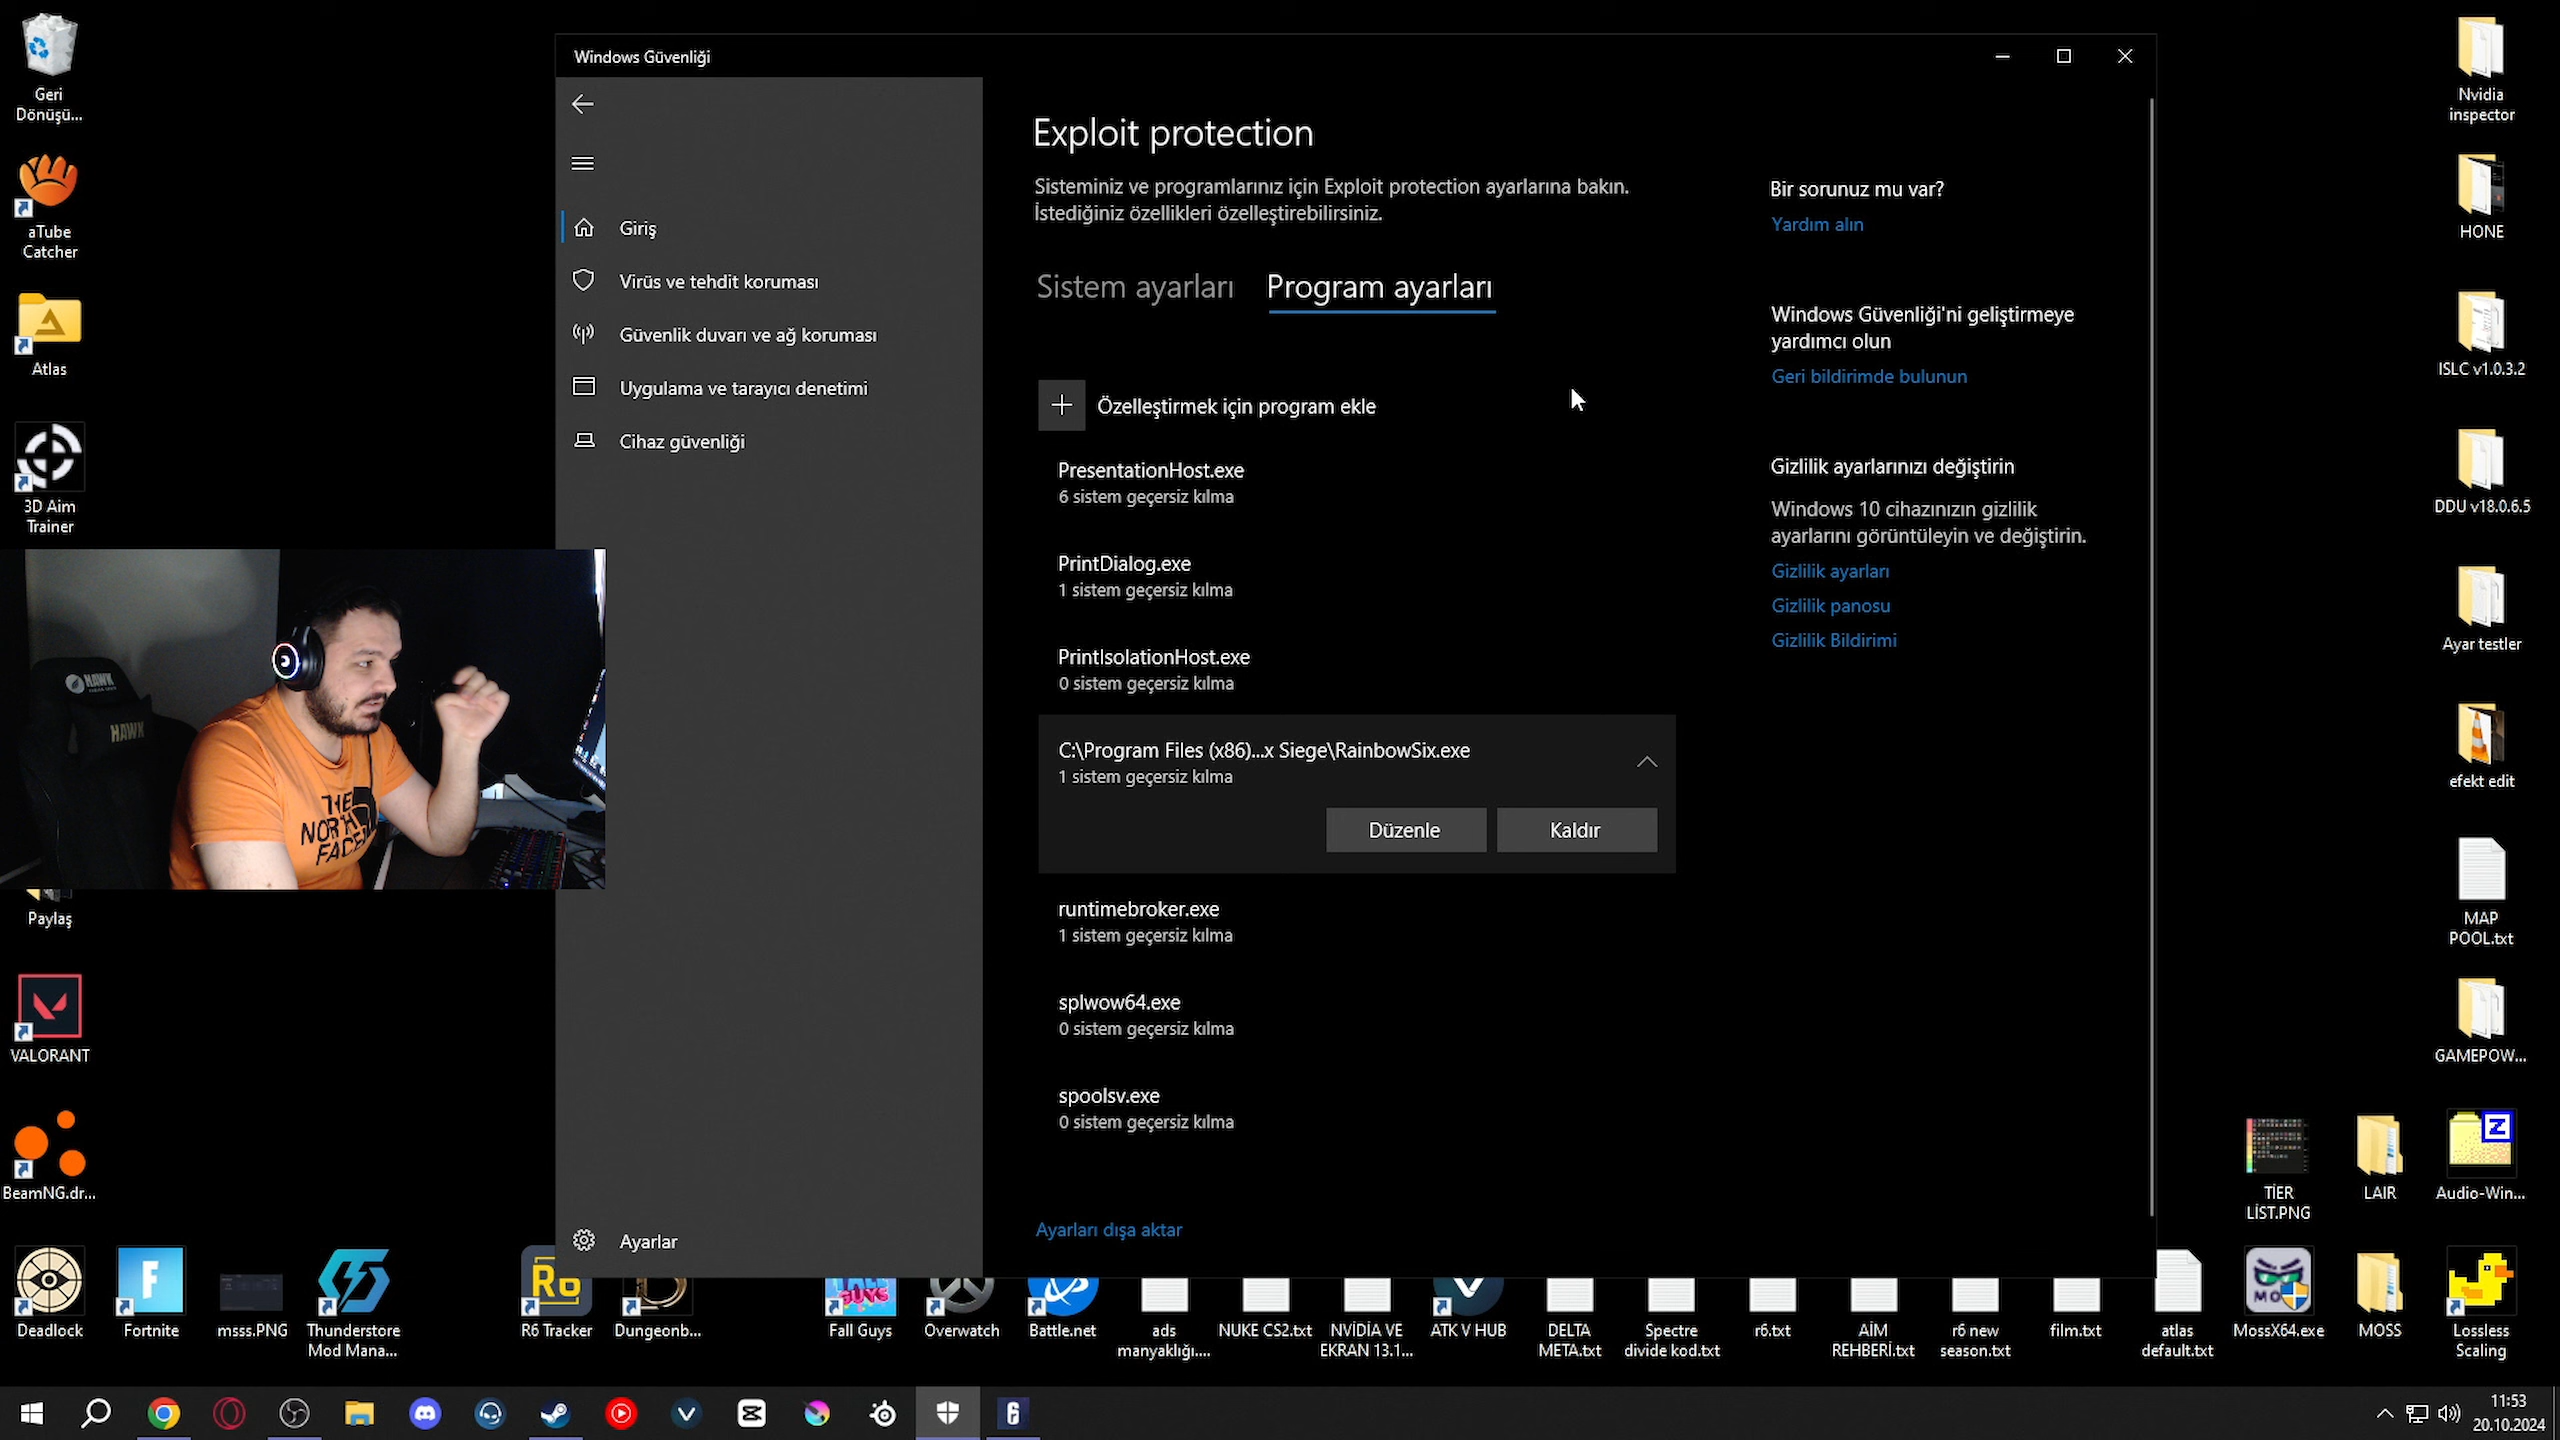 Geri
Dönüşü...
aTube
Catcher
Atlas
3D Aim
Trainer
Paylaş
VALORANT
BeamNG.dr...
Deadlock
Fortnite
msss.PNG
Thunderstore
Mod Mana...
R6 Tracker
Dungeonb...
Fall Guys
Overwatch
Battle.net
ads
manyaklığı....
NUKE CS2.txt
NVİDİA VE
EKRAN 13.1...
ATK V HUB
DELTA
META.txt
Spectre
divide kod.txt
r6.txt
AİM
REHBERİ.txt
r6 new
season.txt
film.txt
atlas
default.txt
MossX64.exe
MOSS
Lossless
Scaling
Windows Güvenliği
Giriş
Virüs ve tehdit koruması
Güvenlik duvarı ve ağ koruması
Uygulama ve tarayıcı denetimi
Cihaz güvenliği
Ayarlar
Exploit protection
Sisteminiz ve programlarınız için Exploit protection ayarlarına bakın.
İstediğiniz özellikleri özelleştirebilirsiniz.
Sistem ayarları
Program ayarları
Özelleştirmek için program ekle
PresentationHost.exe
6 sistem geçersiz kılma
PrintDialog.exe
1 sistem geçersiz kılma
PrintIsolationHost.exe
0 sistem geçersiz kılma
C:\Program Files (x86)...x Siege\RainbowSix.exe
1 sistem geçersiz kılma
Düzenle
Kaldır
runtimebroker.exe
1 sistem geçersiz kılma
splwow64.exe
0 sistem geçersiz kılma
spoolsv.exe
0 sistem geçersiz kılma
Ayarları dışa aktar
Bir sorunuz mu var?
Yardım alın
Windows Güvenliği'ni geliştirmeye
yardımcı olun
Geri bildirimde bulunun
Gizlilik ayarlarınızı değiştirin
Windows 10 cihazınızın gizlilik
ayarlarını görüntüleyin ve değiştirin.
Gizlilik ayarları
Gizlilik panosu
Gizlilik Bildirimi
Nvidia
inspector
HONE
ISLC v1.0.3.2
DDU v18.0.6.5
Ayar testler
efekt edit
MAP
POOL.txt
GAMEPOW...
TİER
LİST.PNG
LAIR
Audio-Win...
HAWK
HAWK
THE
NORTH
FACE
R6
11:53
20.10.2024